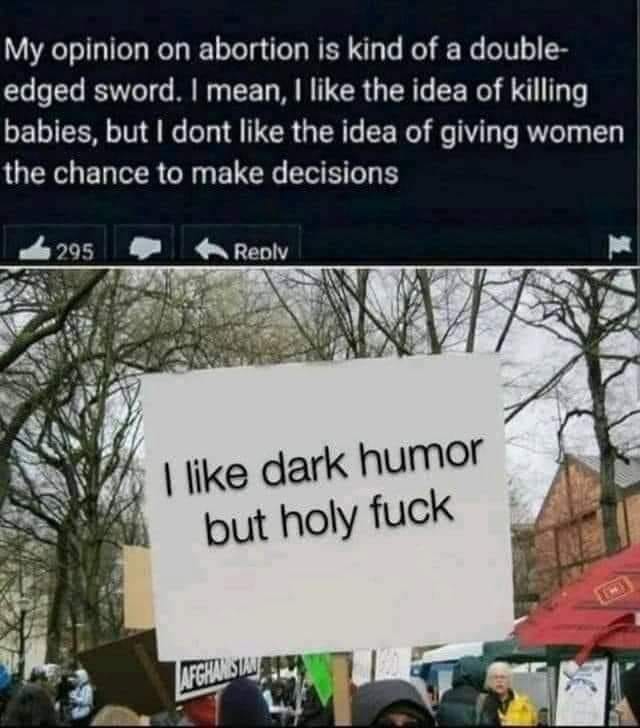 My opinion on abortion is kind of a double-
edged sword. I mean, I like the idea of killing
babies, but I dont like the idea of giving women
the chance to make decisions
295
Reply
I like dark humor
but holy fuck
AFGHANISTAN